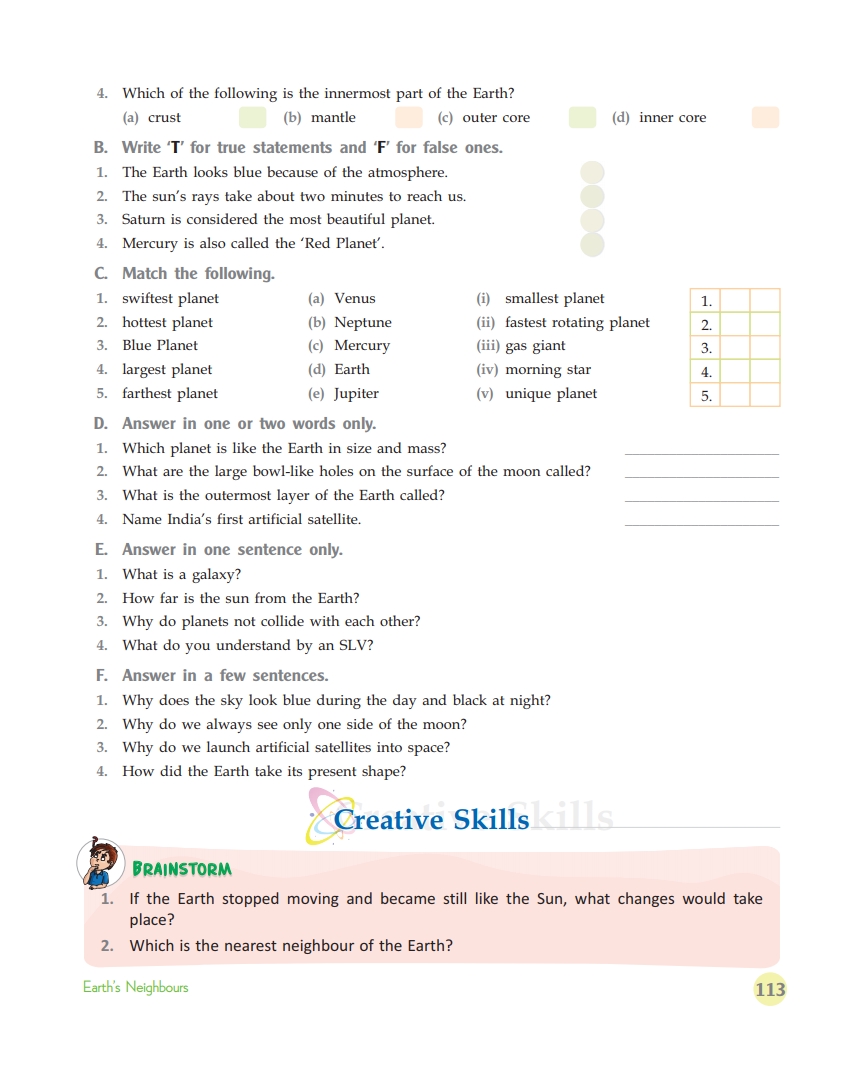 4. Which of the following is the innermost part of the Earth?
(a) crust (b) mantle (c) outer core (d) inner core
B. Write ‘T’ for true statements and ‘F’ for false ones.
1. The Earth looks blue because of the atmosphere.
2. The sun’s rays take about two minutes to reach us.
3. Saturn is considered the most beautiful planet.
4. Mercury is also called the ‘Red Planet’.
C. Match the following.
1. swiftest planet (a) Venus (i) smallest planet 1.
2. hottest planet (b) Neptune (ii) fastest rotating planet 2.
3. Blue Planet (c) Mercury (iii) gas giant 3.
4. largest planet (d) Earth (iv) morning star 4.
5. farthest planet (e) Jupiter (v) unique planet 5.
D. Answer in one or two words only.
1. Which planet is like the Earth in size and mass?
2. What are the large bowl-like holes on the surface of the moon called?
3. What is the outermost layer of the Earth called?
4. Name India’s first artificial satellite.
E. Answer in one sentence only.
1. What is a galaxy?
2. How far is the sun from the Earth?
3. Why do planets not collide with each other?
4. What do you understand by an SLV?
F. Answer in a few sentences.
1. Why does the sky look blue during the day and black at night?
2. Why do we always see only one side of the moon?
3. Why do we launch artificial satellites into space?
4. How did the Earth take its present shape?
Creative Skills
BRAINSTORM
1. If the Earth stopped moving and became still like the Sun, what changes would take
place?
2. Which is the nearest neighbour of the Earth?
Earth’s Neighbours 113